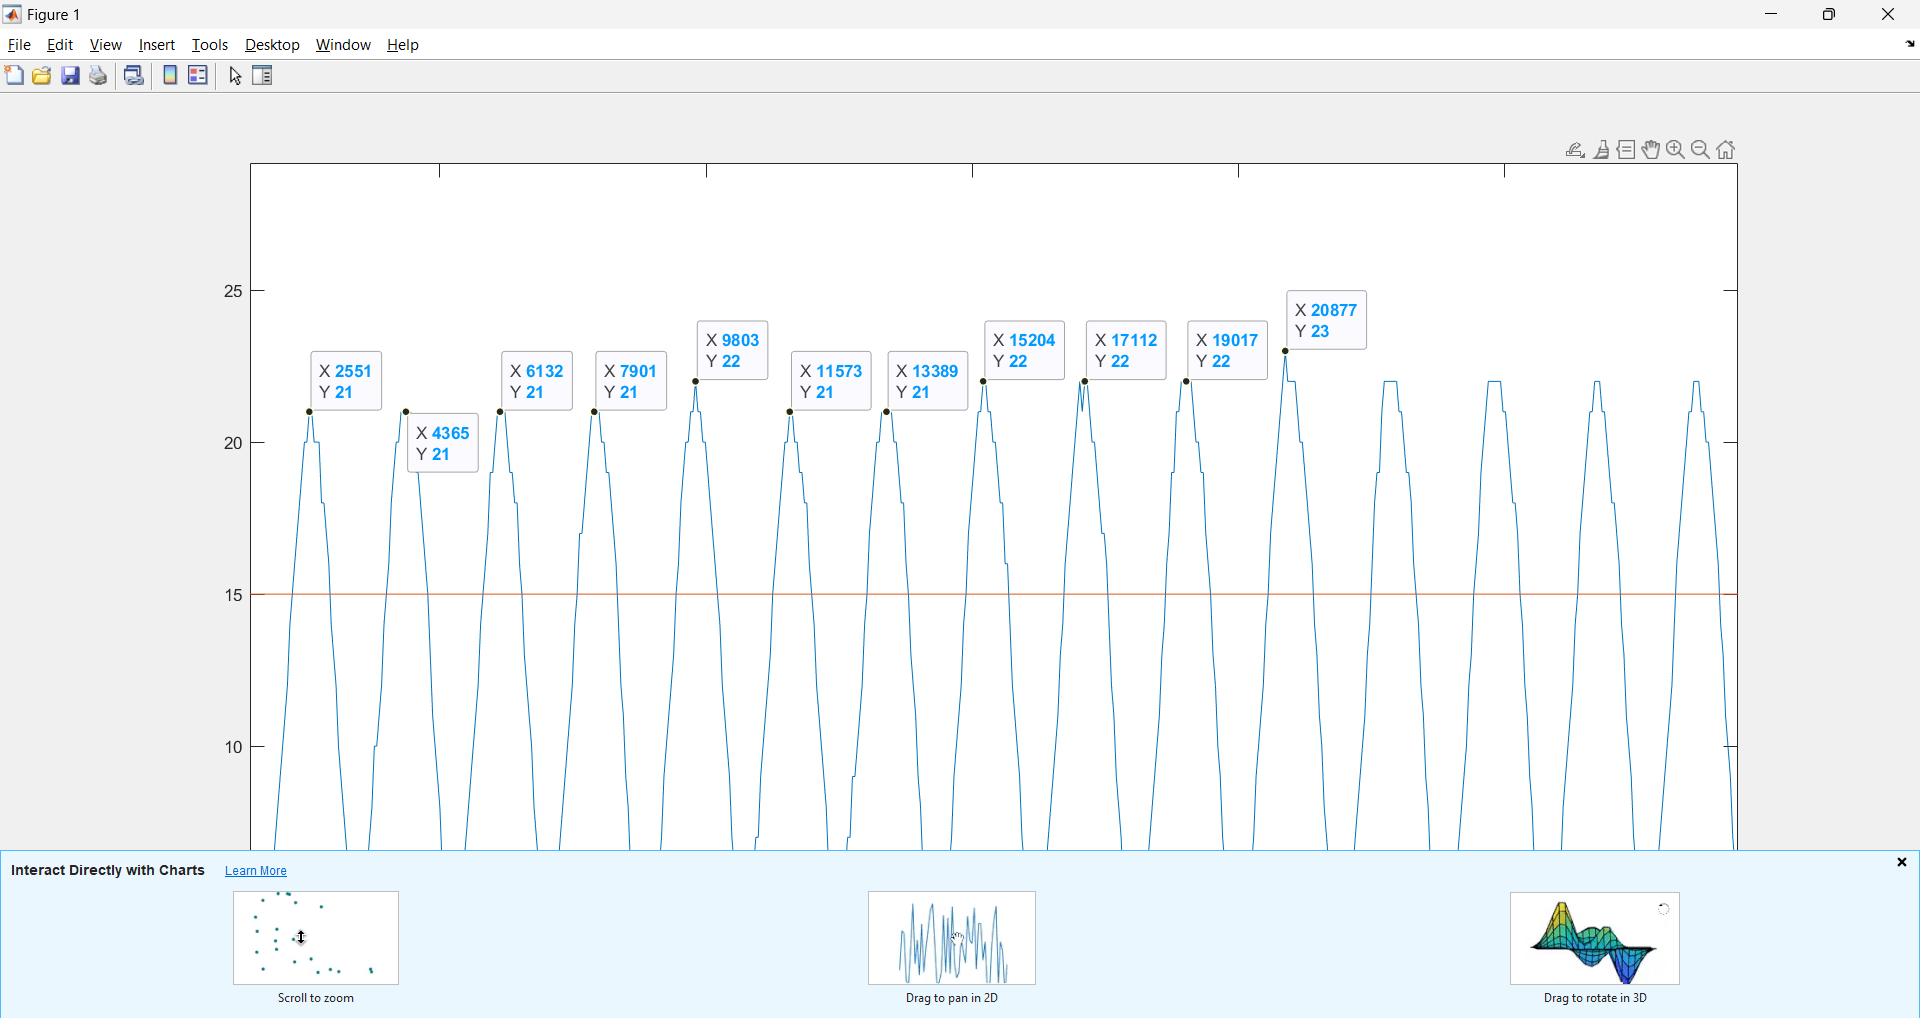 Figure 1
File Edit View Insert Tools Desktop Window Help
25
X 20877
Y 23
X 9803
Y 22
X 15204
Y 22
X 17112
Y 22
X 19017
Y 22
X 2551
Y 21
X 6132
Y 21
X 7901
Y 21
X 11573
Y 21
X 13389
Y 21
X 4365
Y 21
20
15
10
Interact Directly with Charts Learn More
Scroll to zoom
Drag to pan in 2D
Drag to rotate in 3D